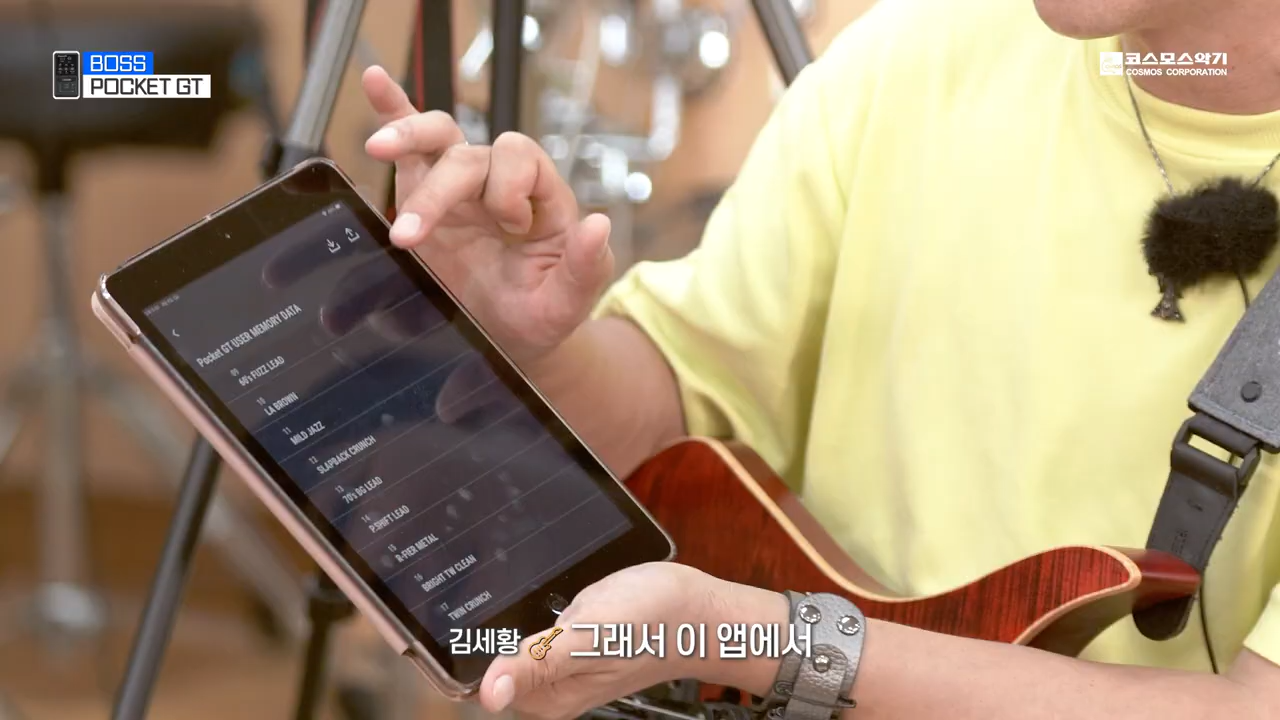 BOSS
POCKET GT
코스모스악기
COSMOS CORPORATION
Pocket GT USER MEMORY DATA
09
60's FUZZ LEAD
10
LA BROWN
11
MILD JAZZ
12
SLAPBACK CRUNCH
13
70's BG LEAD
14
P.SHIFT LEAD
15
R-FIER METAL
16
BRIGHT TW CLEAN
17
TWIN CRUNCH
김세황 그래서 이 앱에서